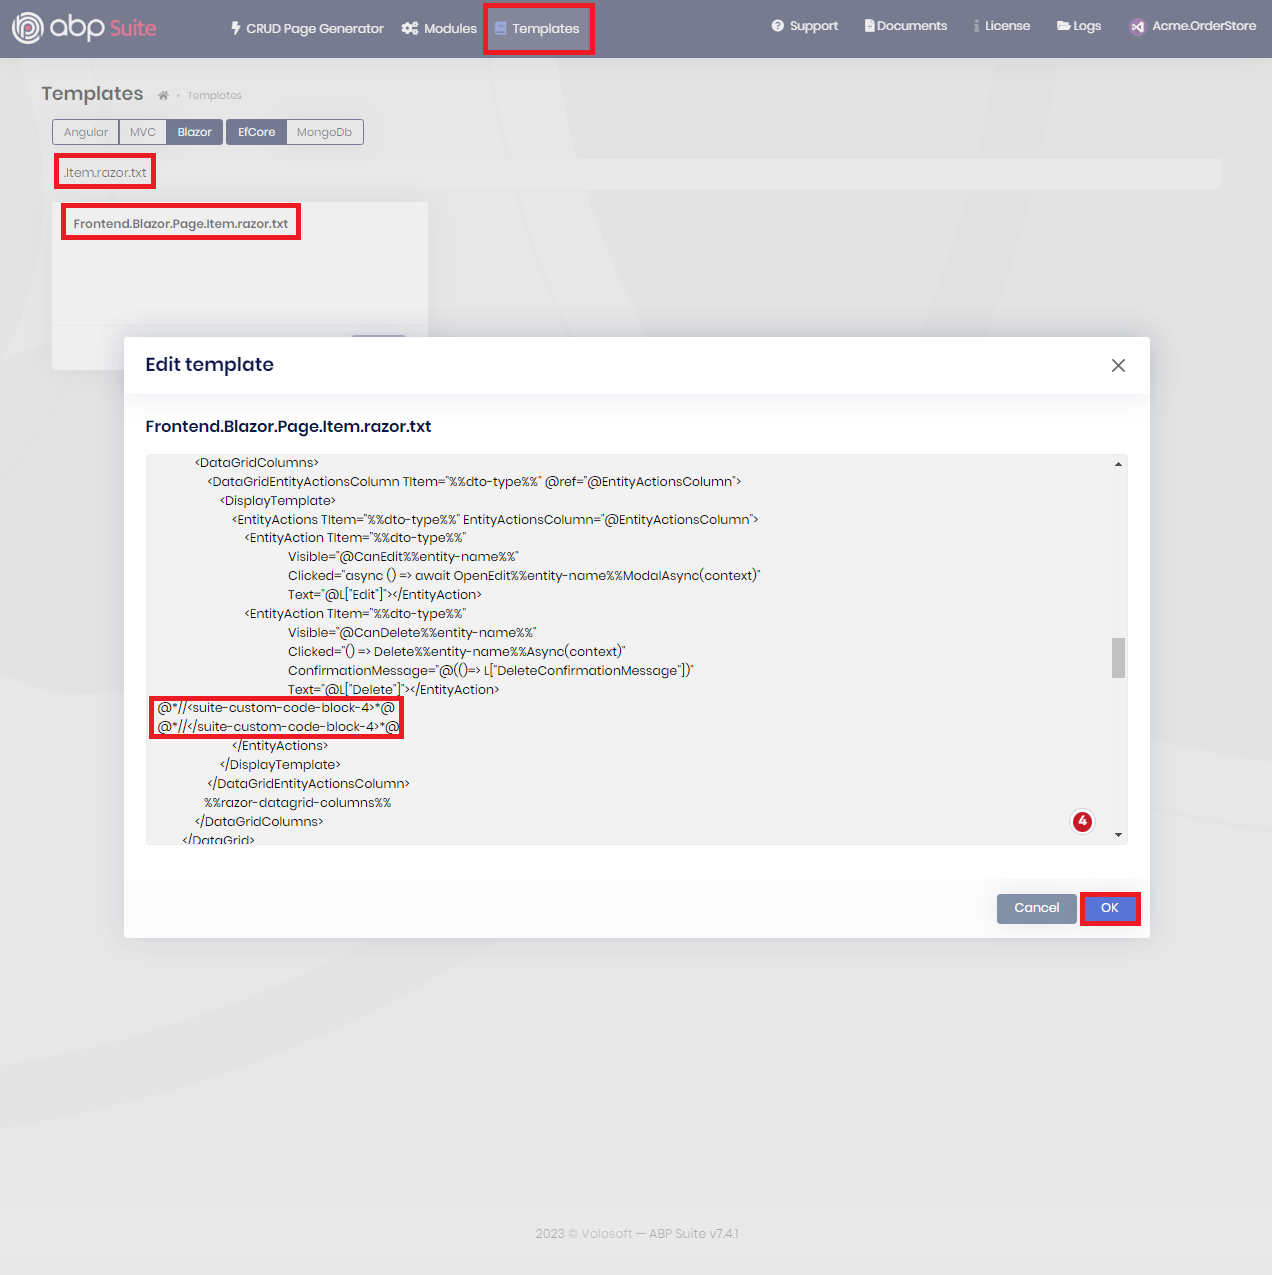 abp Suite
CRUD Page Generator
Modules
Templates
Support
Documents
License
Logs
Acme.OrderStore
Templates
Templates
Angular
MVC
Blazor
EfCore
MongoDb
.Item.razor.txt
Frontend.Blazor.Page.Item.razor.txt
Edit template
Frontend.Blazor.Page.Item.razor.txt
<DataGridColumns>
<DataGridEntityActionsColumn TItem="%%dto-type%%" @ref="@EntityActionsColumn">
<DisplayTemplate>
<EntityActions TItem="%%dto-type%%" EntityActionsColumn="@EntityActionsColumn">
<EntityAction TItem="%%dto-type%%"
Visible="@CanEdit%%entity-name%%"
Clicked="async () => await OpenEdit%%entity-name%%ModalAsync(context)"
Text="@L["Edit"]"></EntityAction>
<EntityAction TItem="%%dto-type%%"
Visible="@CanDelete%%entity-name%%"
Clicked="() => Delete%%entity-name%%Async(context)"
ConfirmationMessage="@(()=> L["DeleteConfirmationMessage"])"
Text="@L["Delete"]"></EntityAction>
@*//<suite-custom-code-block-4>*@
@*//</suite-custom-code-block-4>*@
</EntityActions>
</DisplayTemplate>
</DataGridEntityActionsColumn>
%%razor-datagrid-columns%%
</DataGridColumns>
</DataGrid>
4
Cancel
OK
2023 © Volosoft — ABP Suite v7.4.1